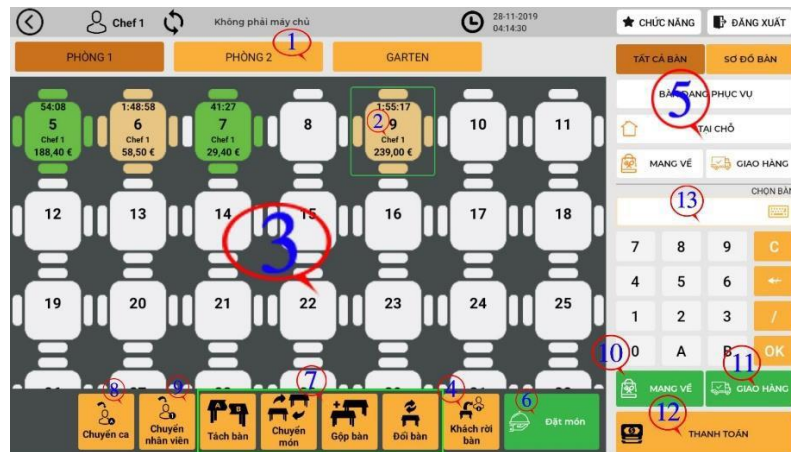 Chef 1
Không phải máy chủ
28-11-2019
04:14:30
CHỨC NĂNG
ĐĂNG XUẤT
PHÒNG 1
PHÒNG 2
1
GARTEN
TẤT CẢ BÀN
SƠ ĐỒ BÀN
54:08
5
Chef 1
188,40 €
1:48:58
6
Chef 1
58,50 €
41:27
7
Chef 1
29,40 €
8
1:55:17
2
9
Chef 1
239,00 €
10
11
BÀN ĐANG PHỤC VỤ
5
TẠI CHỖ
MANG VỀ
GIAO HÀNG
12
13
14
15
16
17
18
3
CHỌN BÀN
13
7
8
9
C
4
5
6
1
2
3
/
0
A
B
OK
19
20
21
22
23
24
25
10
MANG VỀ
11
GIAO HÀNG
8
Chuyển ca
9
Chuyển
nhân viên
Tách bàn
7
Chuyển
món
Gộp bàn
Đổi bàn
4
Khách rời
bàn
6
Đặt món
12
THANH TOÁN